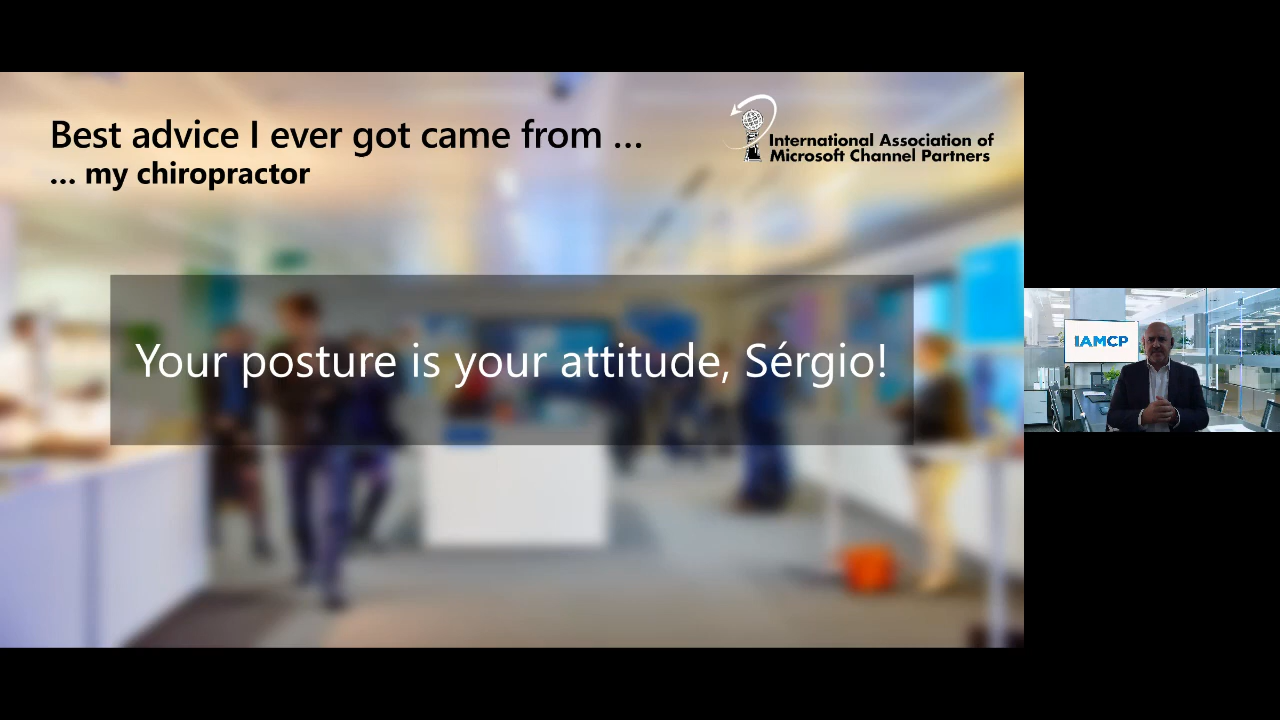 Best advice I ever got came from ...
... my chiropractor
International Association of
Microsoft Channel Partners
Your posture is your attitude, Sérgio!
IAMCP